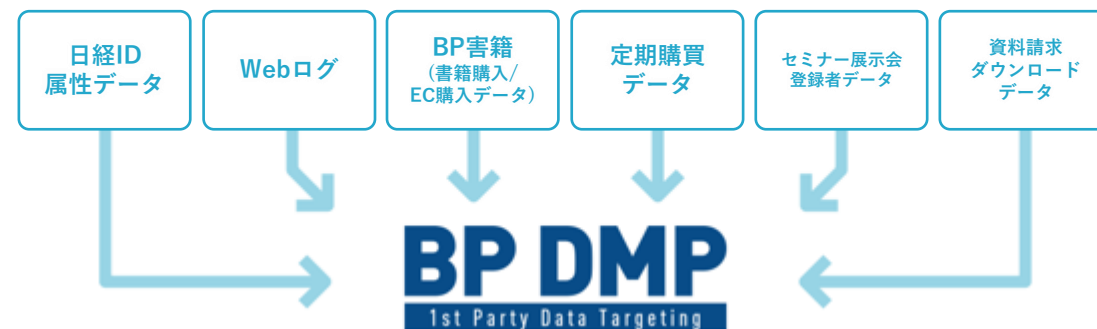 日経ID
属性データ
Webログ
BP害籍
(書籍購入/
EC購入データ)
定期購買
データ
セミナー展示会
登録者データ
資料請求
ダウンロード
データ
BP DMP
1st Party Data Targeting